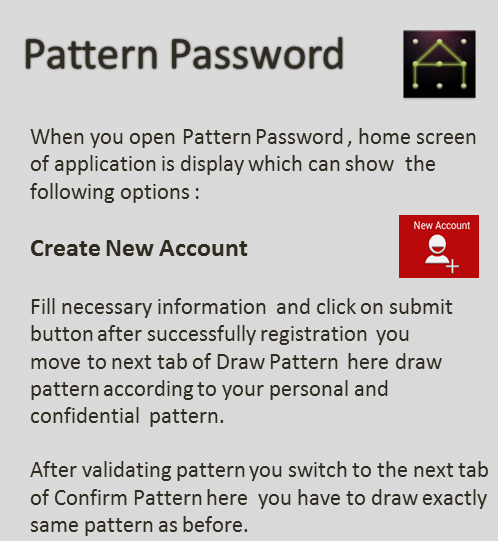 Pattern Password
When you open Pattern Password , home screen
of application is display which can show the
following options :
Create New Account
New Account
Fill necessary information and click on submit
button after successfully registration you
move to next tab of Draw Pattern here draw
pattern according to your personal and
confidential pattern.
After validating pattern you switch to the next tab
of Confirm Pattern here you have to draw exactly
same pattern as before.